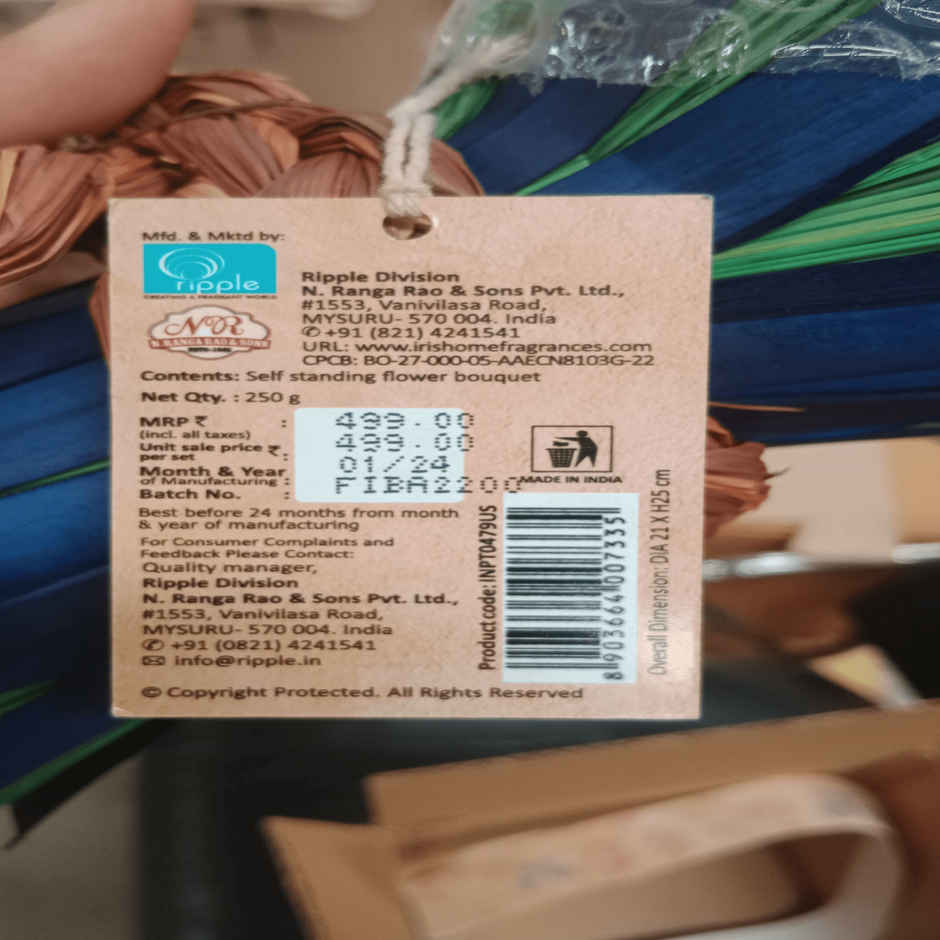 Mfd. & Mktd by:
ripple
CREATING A FRAGRANT WORLD
NR
N. RANGA RAO & SONS
Ripple Division
N. Ranga Rao & Sons Pvt. Ltd.,
#1553, Vanivilasa Road,
MYSURU- 570 004. India
✆ +91 (821) 4241541
URL: www.irishomefragrances.com
CPCB: BO-27-000-05-AAECN8103G-22
Contents: Self standing flower bouquet
Net Qty. : 250 g
MRP ₹ : 499.00
(incl. all taxes)
Unit sale price ₹ : 499.00
per set
Month & Year
of Manufacturing : 01/24
Batch No. : FIBA2200
MADE IN INDIA
Best before 24 months from month
& year of manufacturing
For Consumer Complaints and
Feedback Please Contact:
Quality manager,
Ripple Division
N. Ranga Rao & Sons Pvt. Ltd.,
#1553, Vanivilasa Road,
MYSURU- 570 004. India
✆ +91 (0821) 4241541
✉ info@ripple.in
© Copyright Protected. All Rights Reserved
Product code: INPT0479US
8903664007335
Overall Dimension: DIA 21 X H25 cm